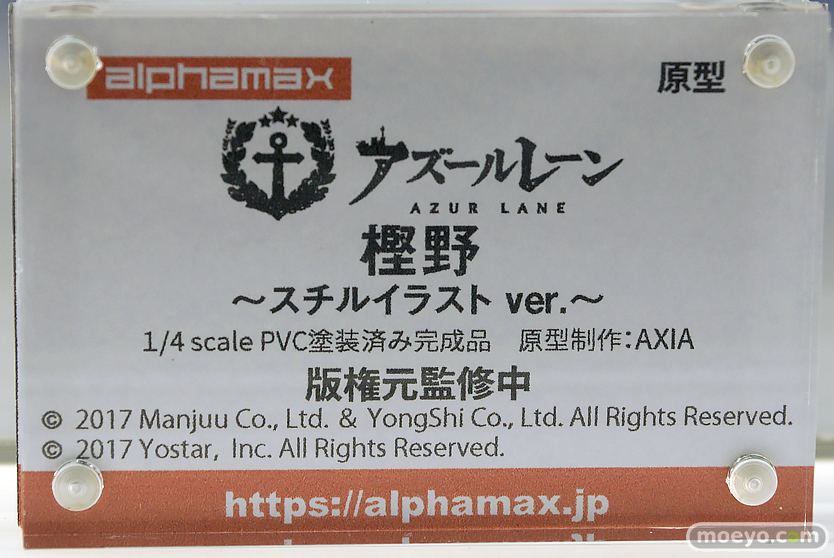 alphamax
原型
アズールレーン
AZUR LANE
樫野
～スチルイラスト ver.～
1/4 scale PVC塗装済み完成品　原型制作：AXIA
版権元監修中
© 2017 Manjuu Co., Ltd. & YongShi Co., Ltd. All Rights Reserved.
© 2017 Yostar, Inc. All Rights Reserved.
https://alphamax.jp
moeyo.com